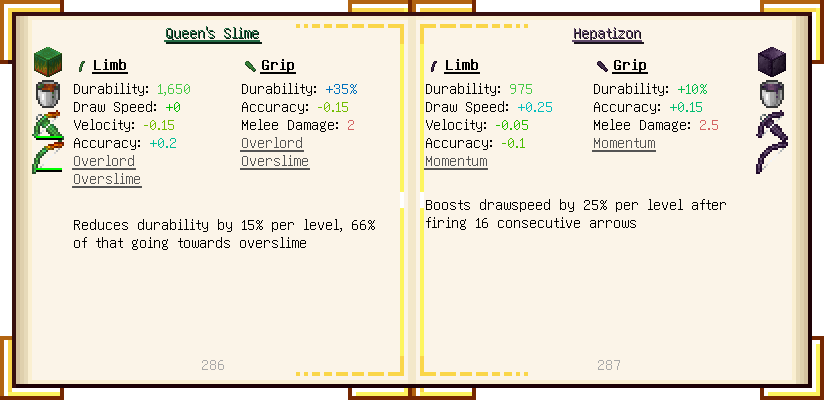 Queen's Slime
Limb
Durability: 1,650
Draw Speed: +0
Velocity: -0.15
Accuracy: +0.2
Overlord
Overslime
Grip
Durability: +35%
Accuracy: -0.15
Melee Damage: 2
Overlord
Overslime
Reduces durability by 15% per level, 66%
of that going towards overslime
286
Hepatizon
Limb
Durability: 975
Draw Speed: +0.25
Velocity: -0.05
Accuracy: -0.1
Momentum
Grip
Durability: +10%
Accuracy: +0.15
Melee Damage: 2.5
Momentum
Boosts drawspeed by 25% per level after
firing 16 consecutive arrows
287